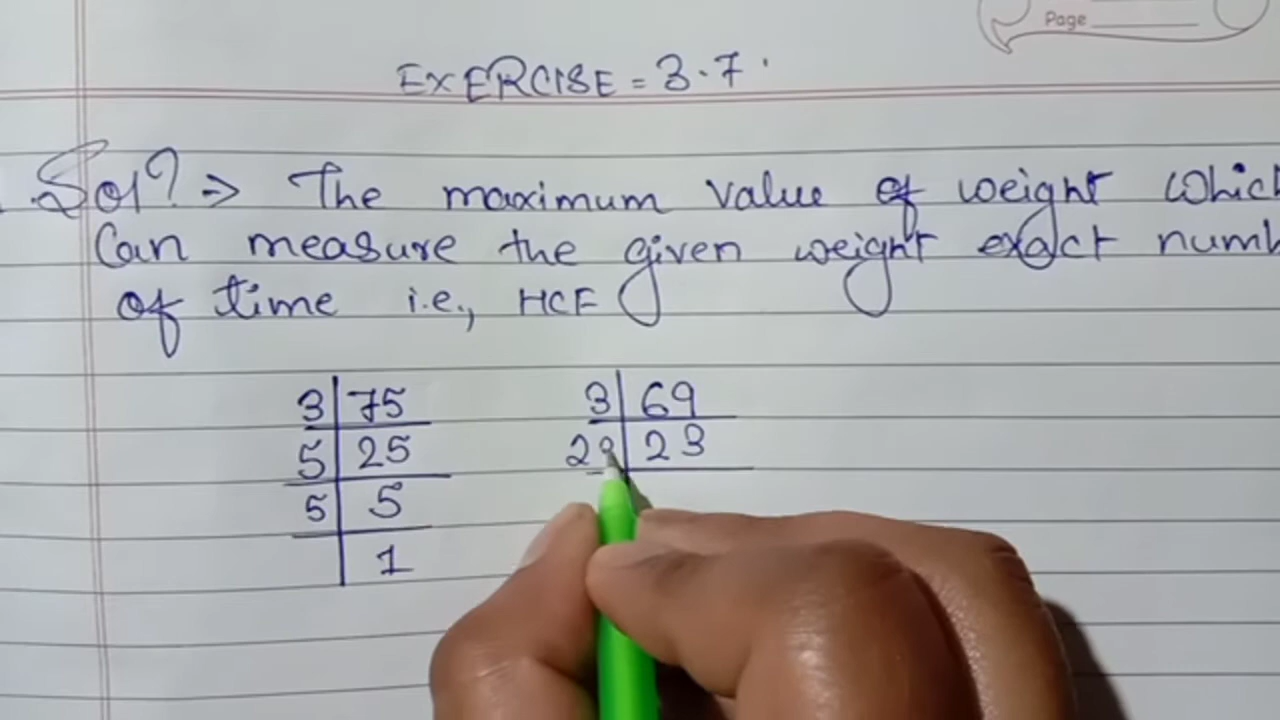 Page
EXERCISE = 3.7
Sol? => The maximum value of weight which
Can measure the given weight exact numb
of time i.e., HCF
3 | 75
5 | 25
5 | 5
1
3 | 69
23 | 23